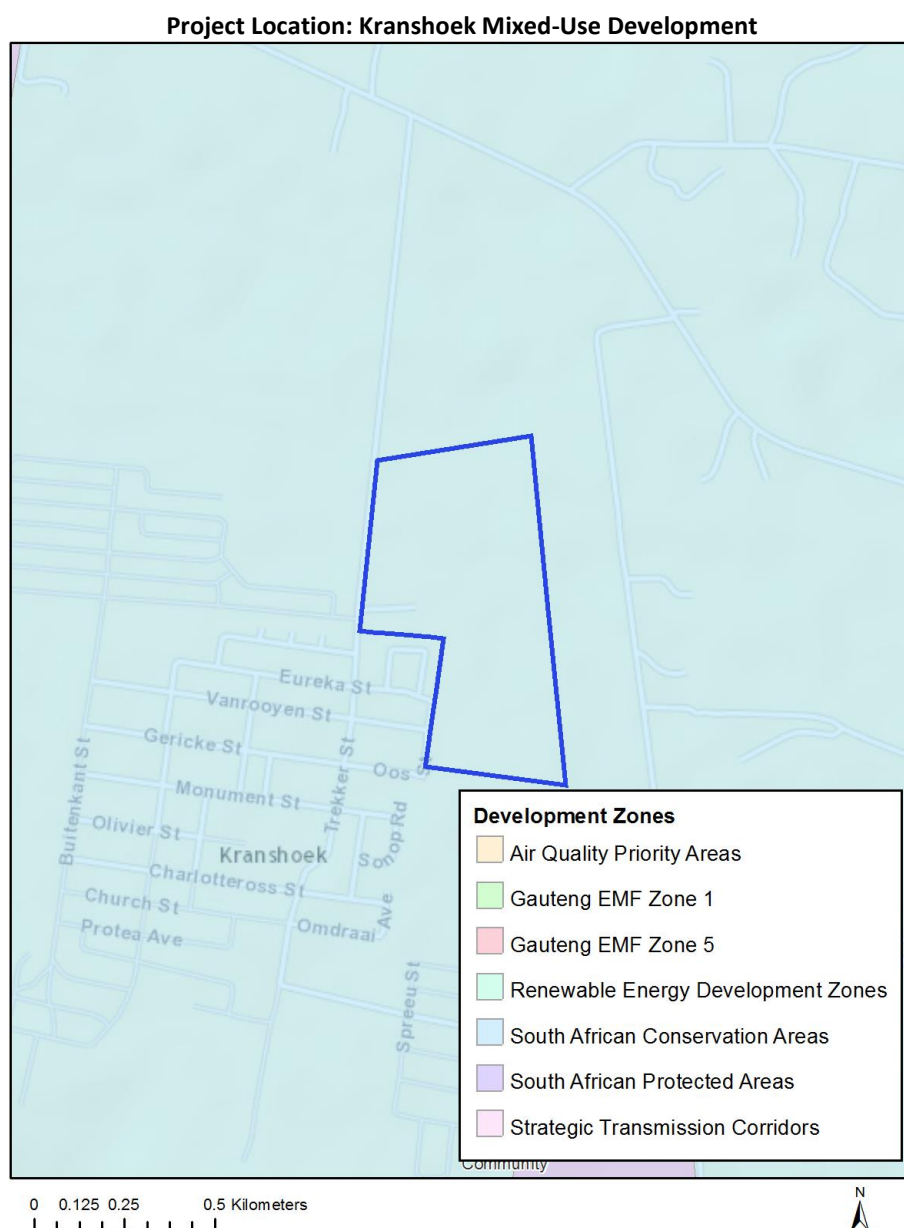 Project Location: Kranshoek Mixed-Use Development
Eureka St
Vanrooyen St
Gericke St
Oos St
Monument St
Buitenkant St
Trekker St
Olivier St
Sonop Rd
Kranshoek
Charlotteross St
Church St
Omdraai Ave
Protea Ave
Spreeu St
Development Zones
Air Quality Priority Areas
Gauteng EMF Zone 1
Gauteng EMF Zone 5
Renewable Energy Development Zones
South African Conservation Areas
South African Protected Areas
Strategic Transmission Corridors
Community
0 0.125 0.25 0.5 Kilometers
N